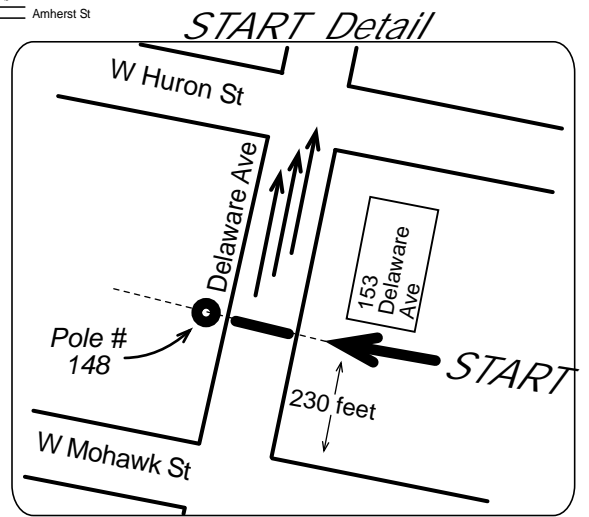 Amherst St
START Detail
W Huron St
Delaware Ave
153
Delaware
Ave
Pole #
148
START
230 feet
W Mohawk St